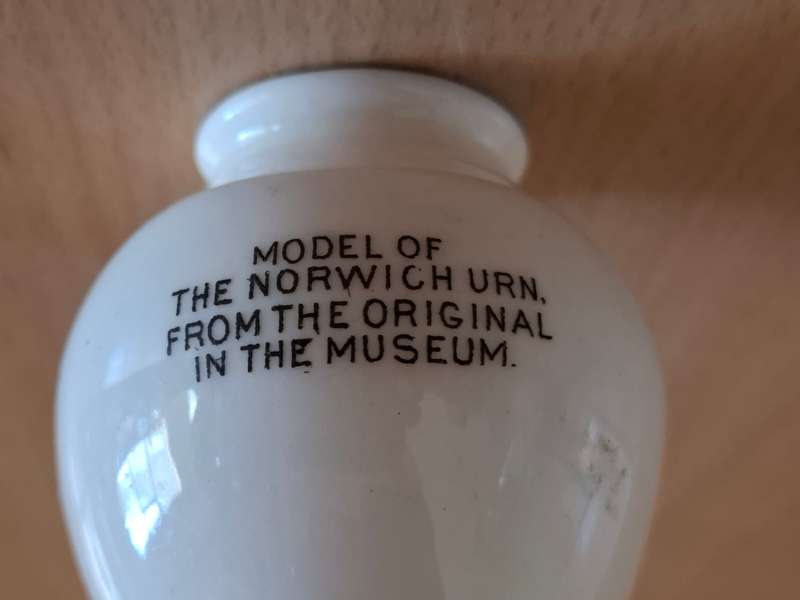 MODEL OF
THE NORWICH URN,
FROM THE ORIGINAL
IN THE MUSEUM.